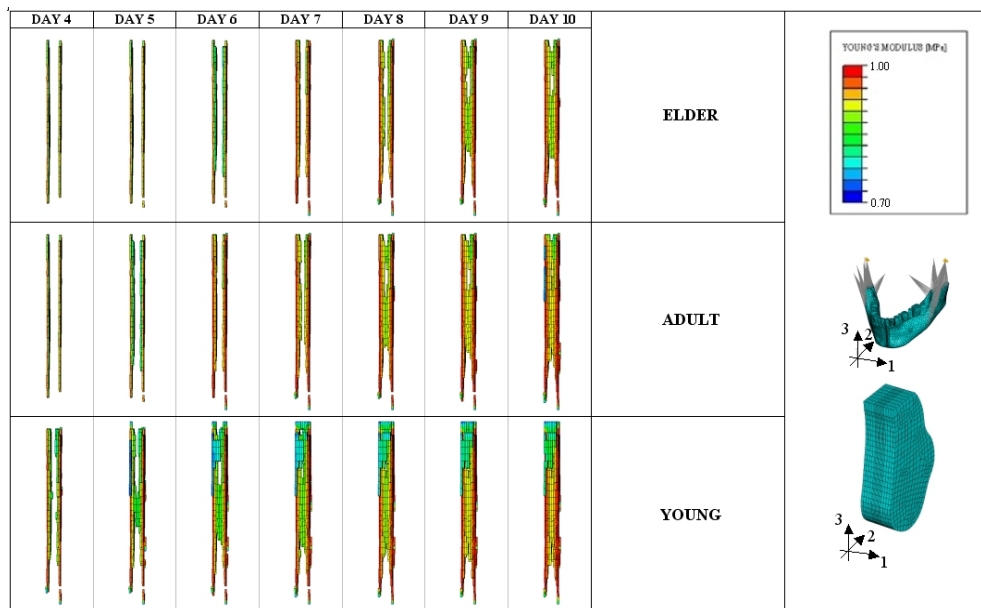 DAY 4 DAY 5 DAY 6 DAY 7 DAY 8 DAY 9 DAY 10
ELDER
ADULT
YOUNG
YOUNG'S MODULUS [MPa]
1.00
0.70
3
2
1
3
2
1